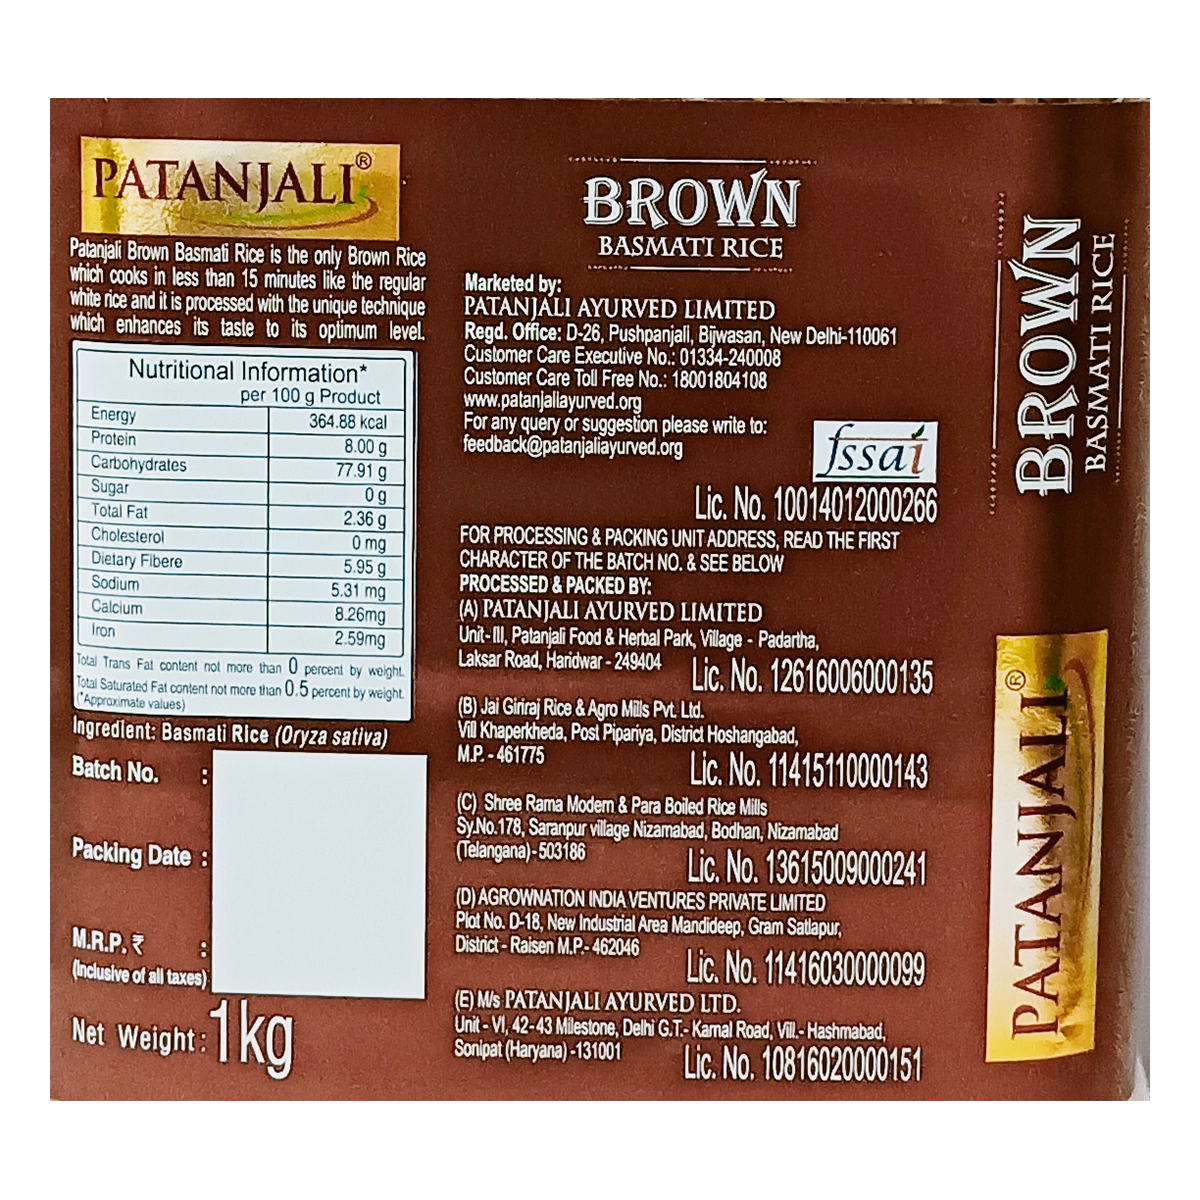 PATANJALI®
Patanjali Brown Basmati Rice is the only Brown Rice
which cooks in less than 15 minutes like the regular
white rice and it is processed with the unique technique
which enhances its taste to its optimum level.
Nutritional Information*
per 100 g Product
Energy 364.88 kcal
Protein 8.00 g
Carbohydrates 77.91 g
Sugar 0 g
Total Fat 2.36 g
Cholesterol 0 mg
Dietary Fibere 5.95 g
Sodium 5.31 mg
Calcium 8.26mg
Iron 2.59mg
Total Trans Fat content not more than 0 percent by weight.
Total Saturated Fat content not more than 0.5 percent by weight.
(*Approximate values)
Ingredient: Basmati Rice (Oryza sativa)
Batch No. :
Packing Date :
M.R.P. ₹ :
(Inclusive of all taxes)
Net Weight: 1kg
BROWN
BASMATI RICE
Marketed by:
PATANJALI AYURVED LIMITED
Regd. Office: D-26, Pushpanjali, Bijwasan, New Delhi-110061
Customer Care Executive No.: 01334-240008
Customer Care Toll Free No.: 18001804108
www.patanjaliayurved.org
For any query or suggestion please write to:
feedback@patanjaliayurved.org
fssai
Lic. No. 10014012000266
FOR PROCESSING & PACKING UNIT ADDRESS, READ THE FIRST
CHARACTER OF THE BATCH NO. & SEE BELOW
PROCESSED & PACKED BY:
(A) PATANJALI AYURVED LIMITED
Unit- III, Patanjali Food & Herbal Park, Village - Padartha,
Laksar Road, Haridwar - 249404
Lic. No. 12616006000135
(B) Jai Giriraj Rice & Agro Mills Pvt. Ltd.
Vill Khaperkheda, Post Pipariya, District Hoshangabad,
M.P. - 461775
Lic. No. 11415110000143
(C) Shree Rama Modern & Para Boiled Rice Mills
Sy.No.178, Saranpur village Nizamabad, Bodhan, Nizamabad
(Telangana)-503186
Lic. No. 13615009000241
(D) AGROWNATION INDIA VENTURES PRIVATE LIMITED
Plot No. D-18, New Industrial Area Mandideep, Gram Satlapur,
District - Raisen M.P.- 462046
Lic. No. 11416030000099
(E) M/s PATANJALI AYURVED LTD.
Unit - VI, 42-43 Milestone, Delhi G.T.- Karnal Road, Vill.- Hashmabad,
Sonipat (Haryana) -131001
Lic. No. 10816020000151
BROWN
BASMATI RICE
PATANJALI®